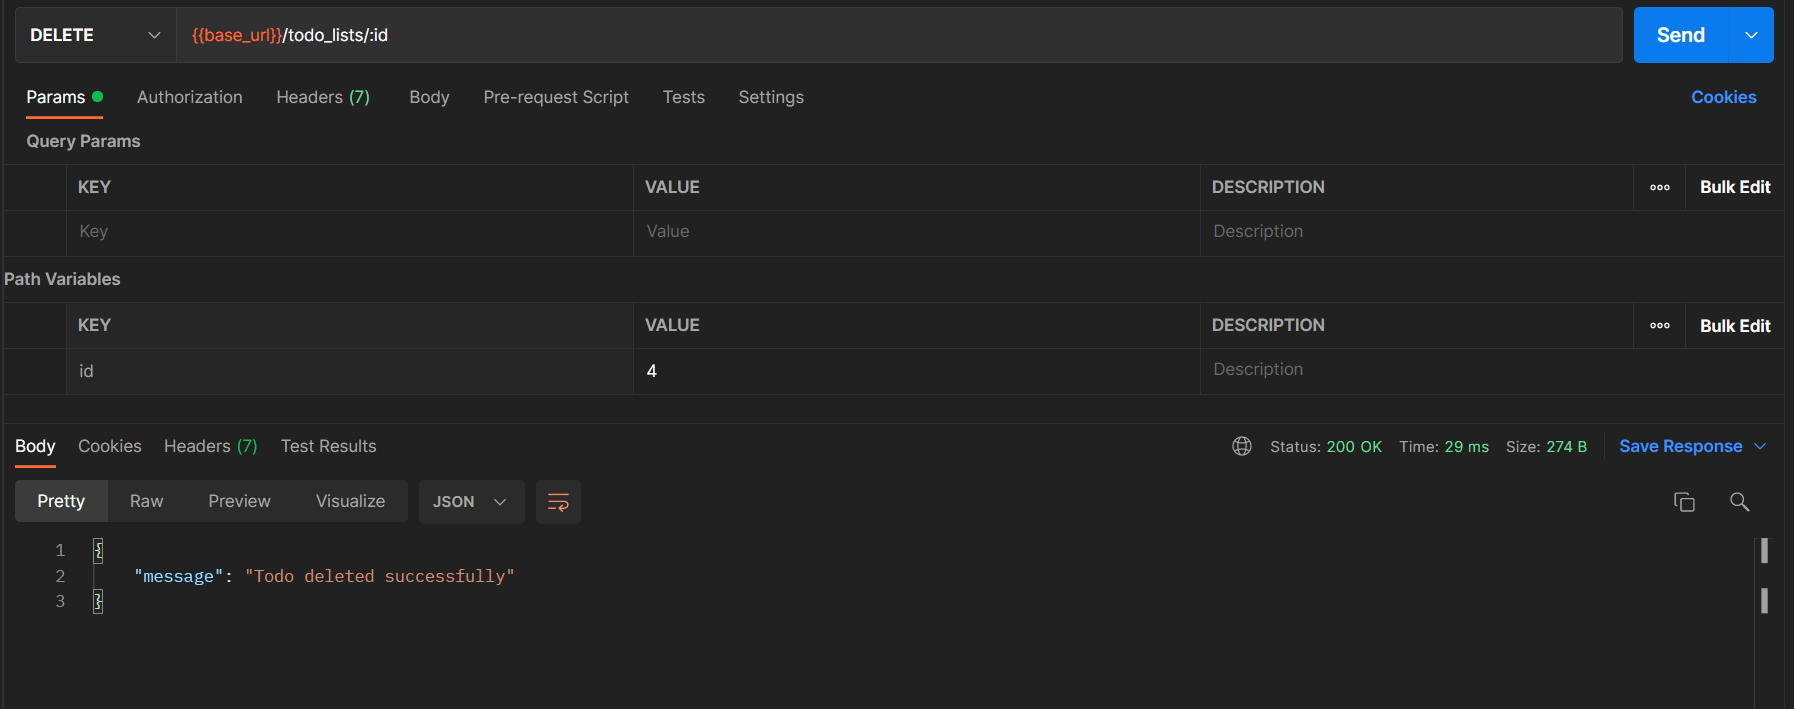 DELETE {{base_url}}/todo_lists/:id Send
Params Authorization Headers (7) Body Pre-request Script Tests Settings Cookies
Query Params
KEY VALUE DESCRIPTION ooo Bulk Edit
Key Value Description
Path Variables
KEY VALUE DESCRIPTION ooo Bulk Edit
id 4 Description
Body Cookies Headers (7) Test Results Status: 200 OK Time: 29 ms Size: 274 B Save Response
Pretty Raw Preview Visualize JSON
1 {
2 "message": "Todo deleted successfully"
3 }